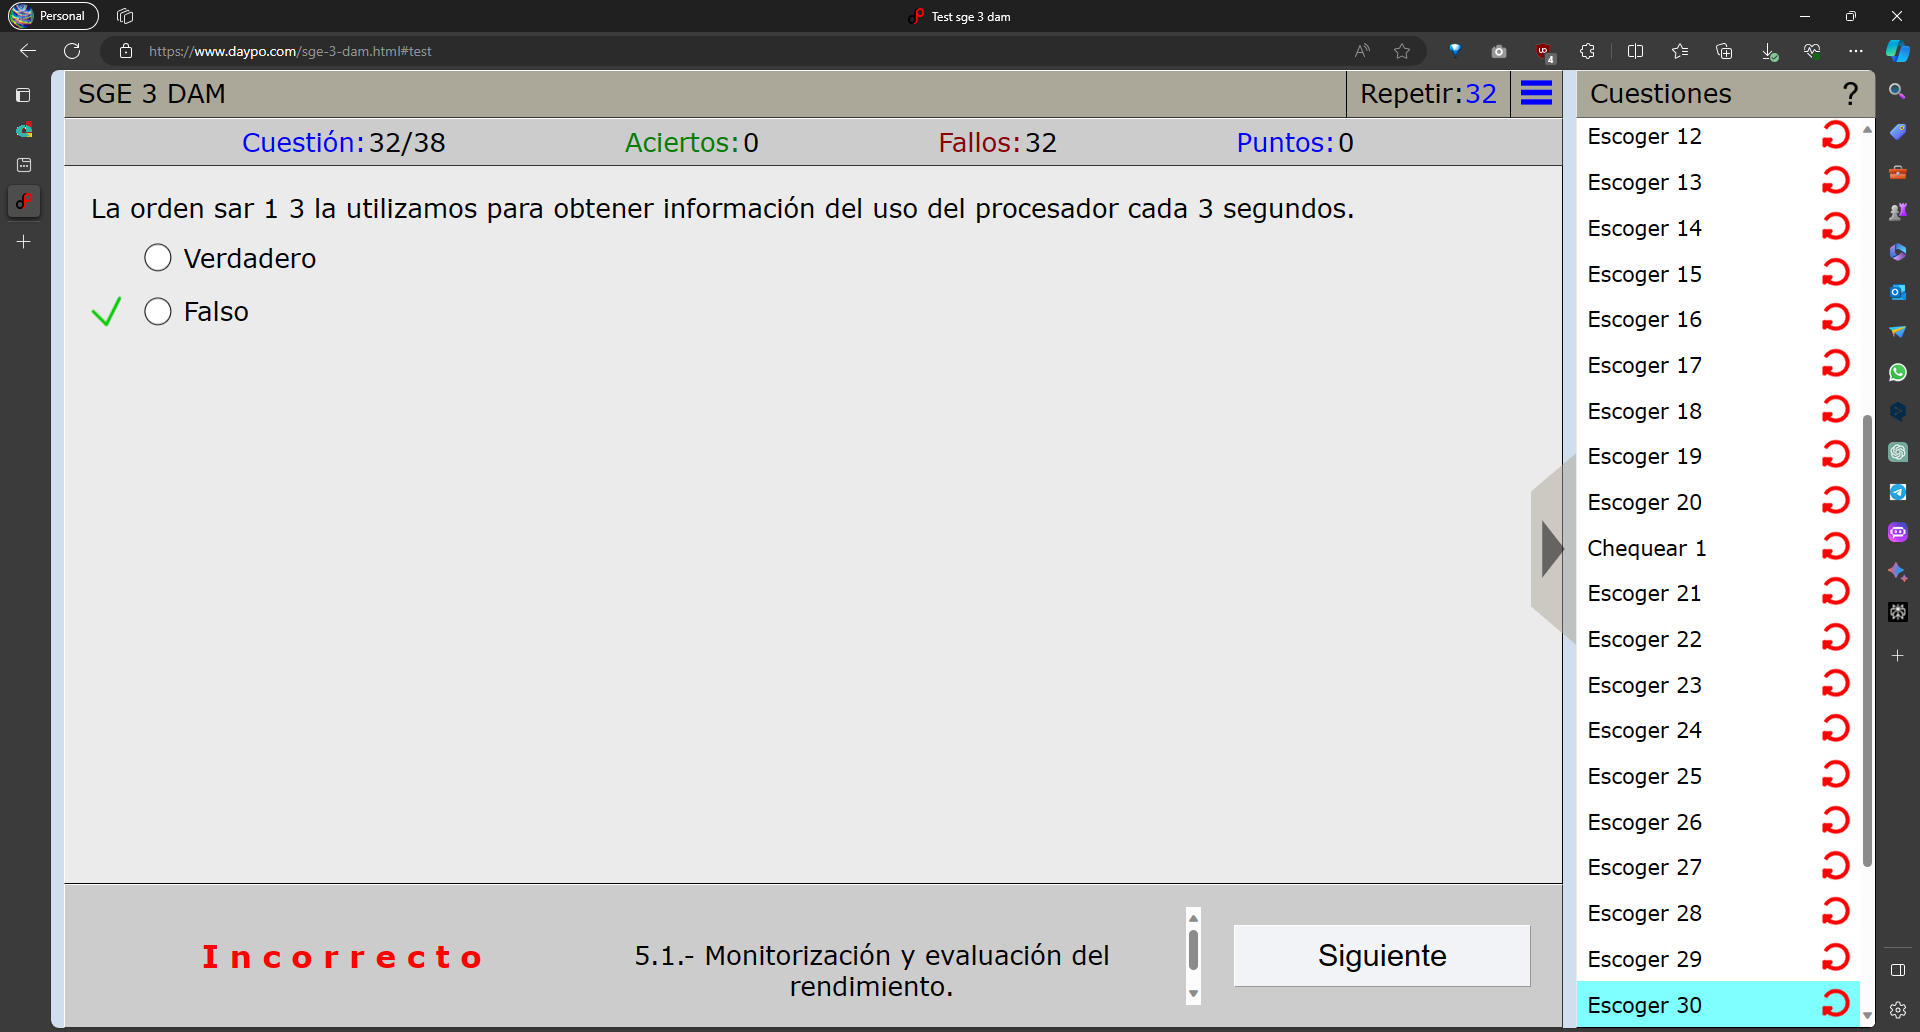 Personal
Test sge 3 dam
https://www.daypo.com/sge-3-dam.html#test
4
SGE 3 DAM
Repetir:32
Cuestiones
?
Cuestión:32/38
Aciertos:0
Fallos:32
Puntos:0
La orden sar 1 3 la utilizamos para obtener información del uso del procesador cada 3 segundos.
Verdadero
Falso
Escoger 12
Escoger 13
Escoger 14
Escoger 15
Escoger 16
Escoger 17
Escoger 18
Escoger 19
Escoger 20
Chequear 1
Escoger 21
Escoger 22
Escoger 23
Escoger 24
Escoger 25
Escoger 26
Escoger 27
Escoger 28
Escoger 29
Escoger 30
Incorrecto
5.1.- Monitorización y evaluación del
rendimiento.
Siguiente